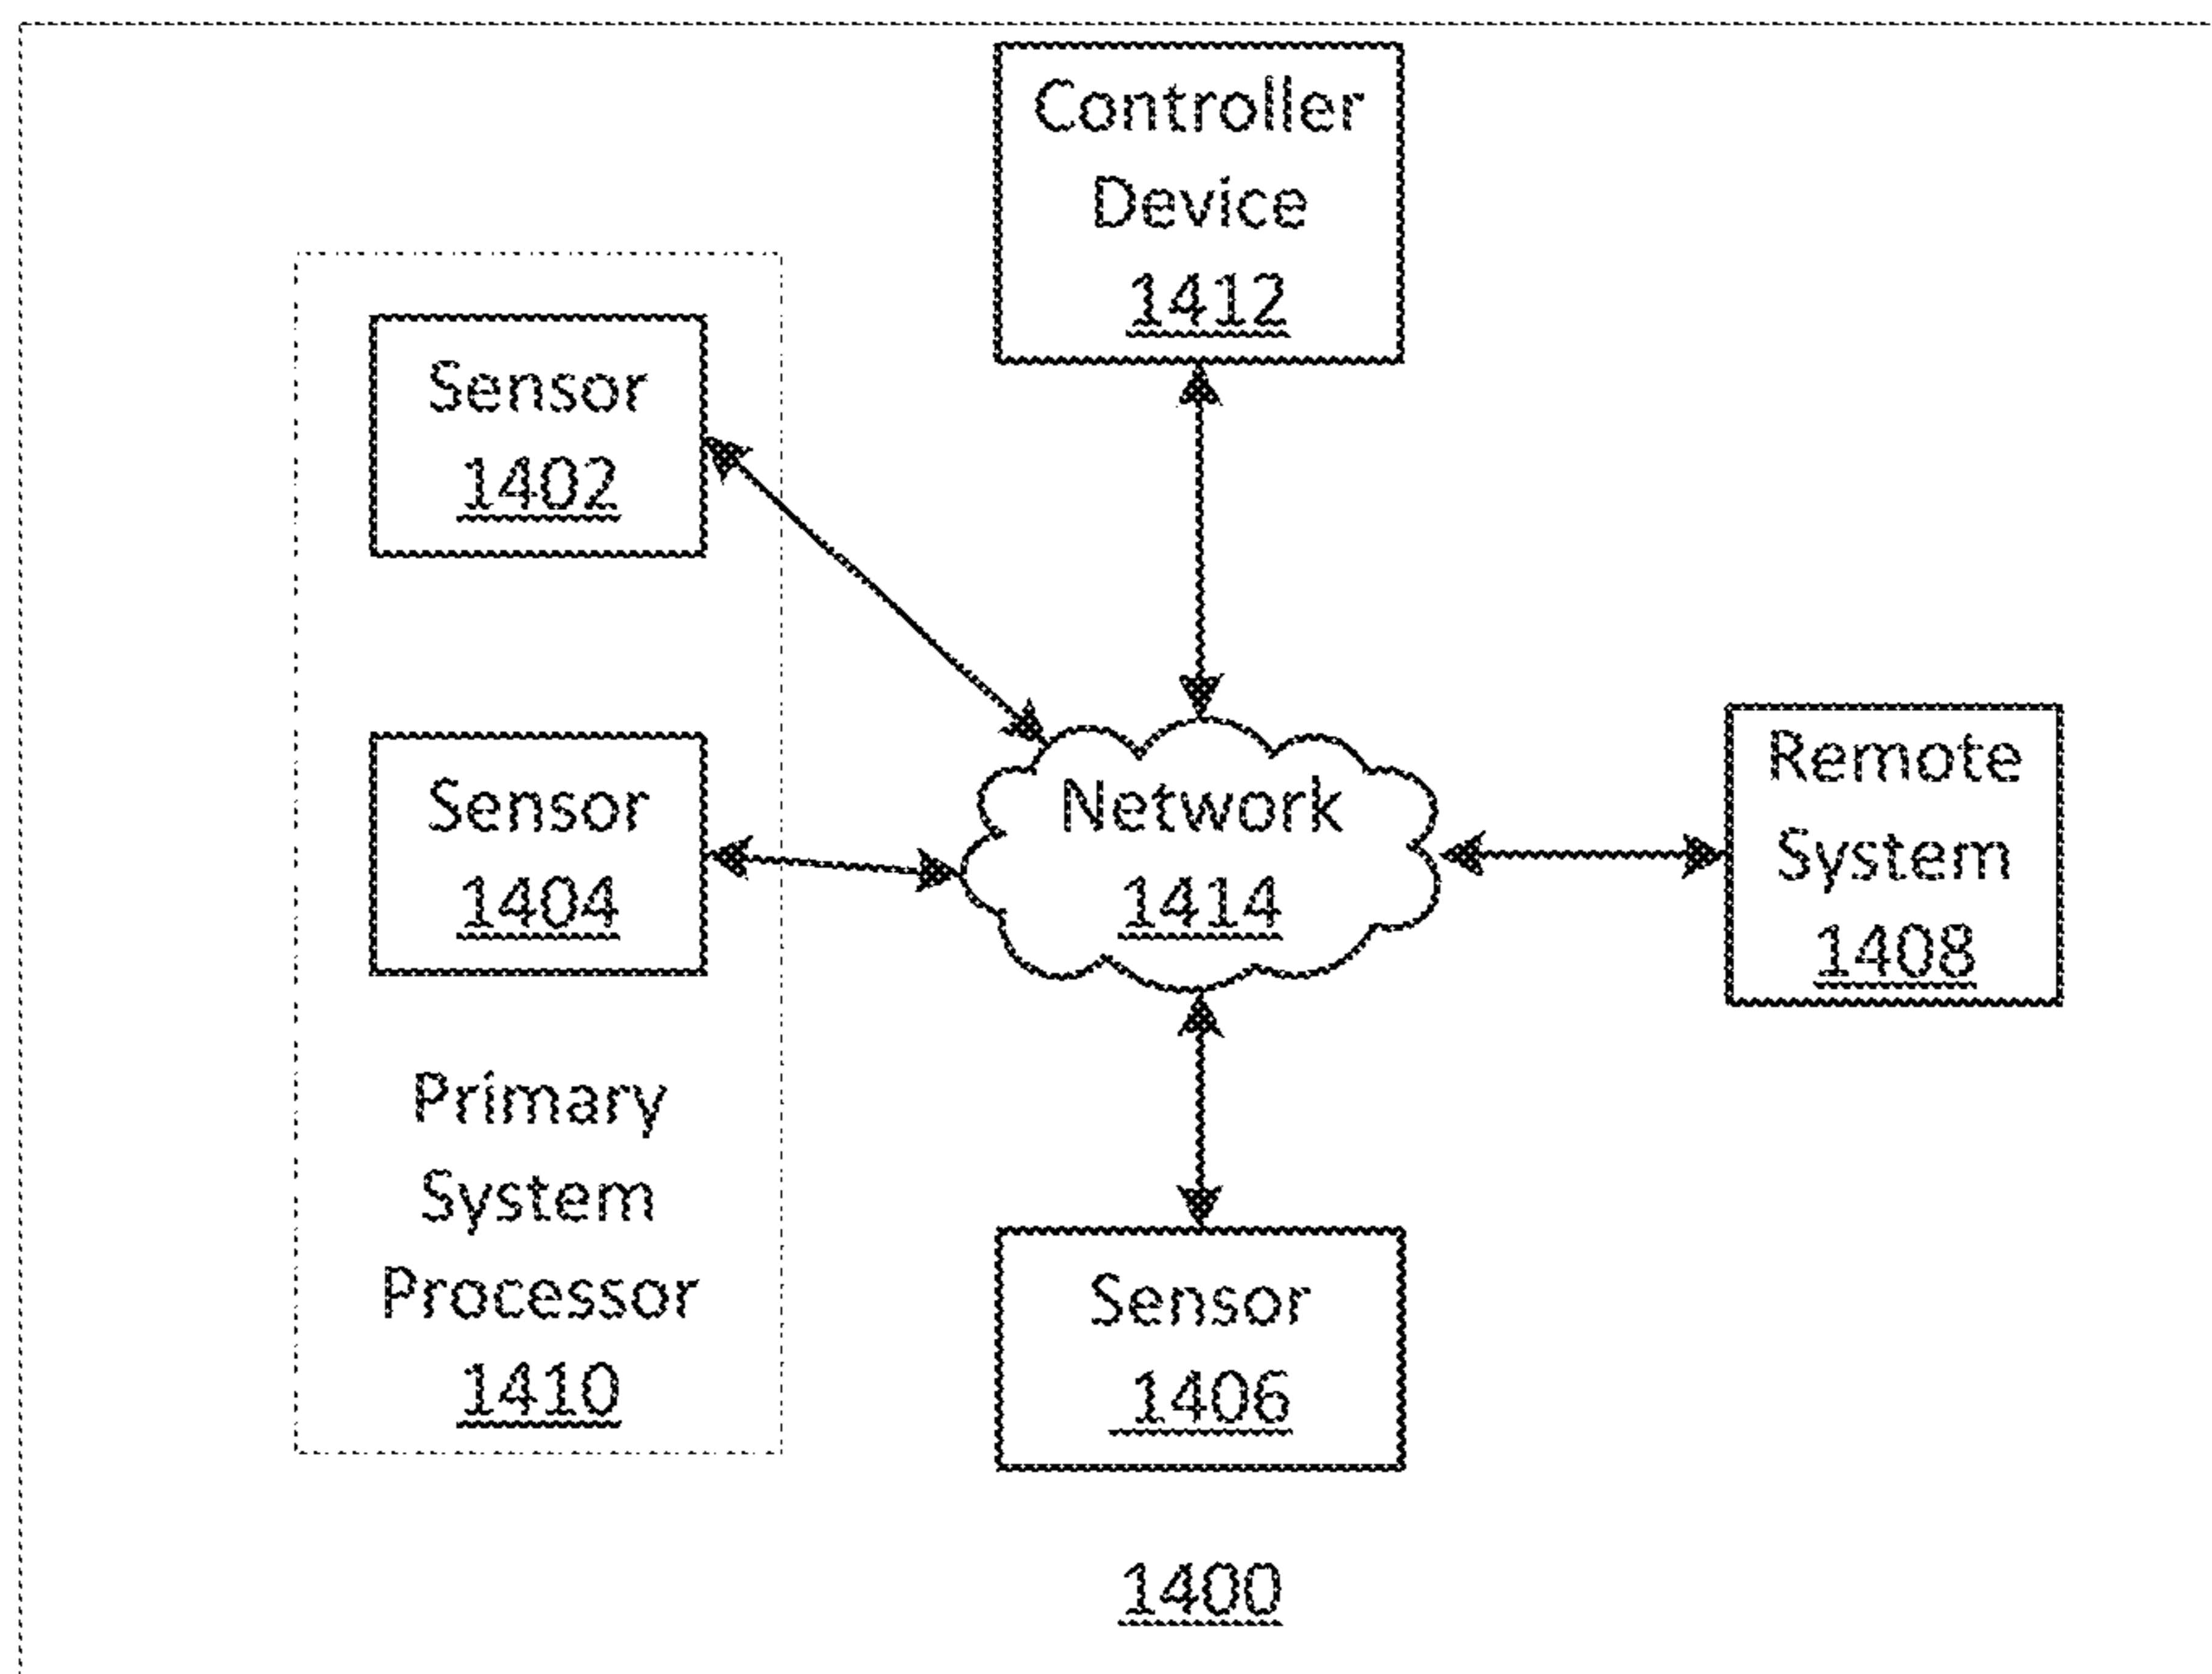 Controller
Device
1412
Sensor
1402
Sensor
1404
Primary
System
Processor
1410
Network
1414
Remote
System
1408
Sensor
1406
1400